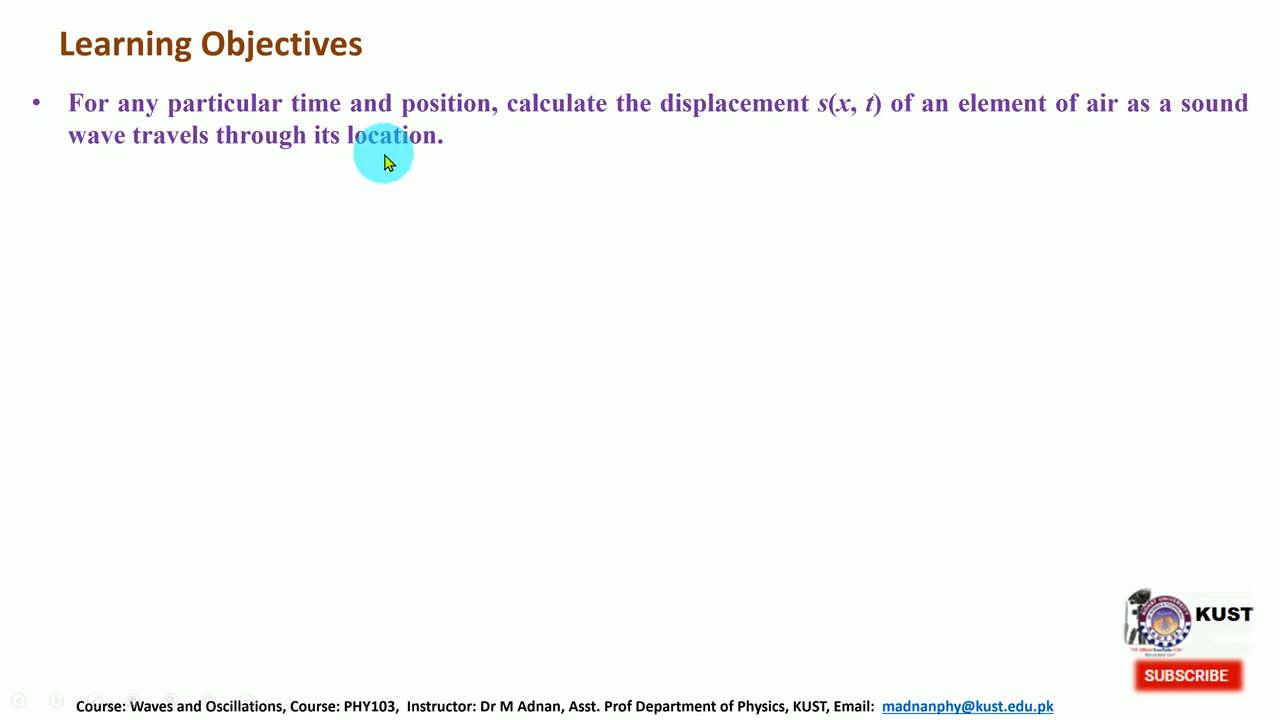 Learning Objectives
• For any particular time and position, calculate the displacement s(x, t) of an element of air as a sound
wave travels through its location.
KUST
SUBSCRIBE
Course: Waves and Oscillations, Course: PHY103, Instructor: Dr M Adnan, Asst. Prof Department of Physics, KUST, Email: madnanphy@kust.edu.pk